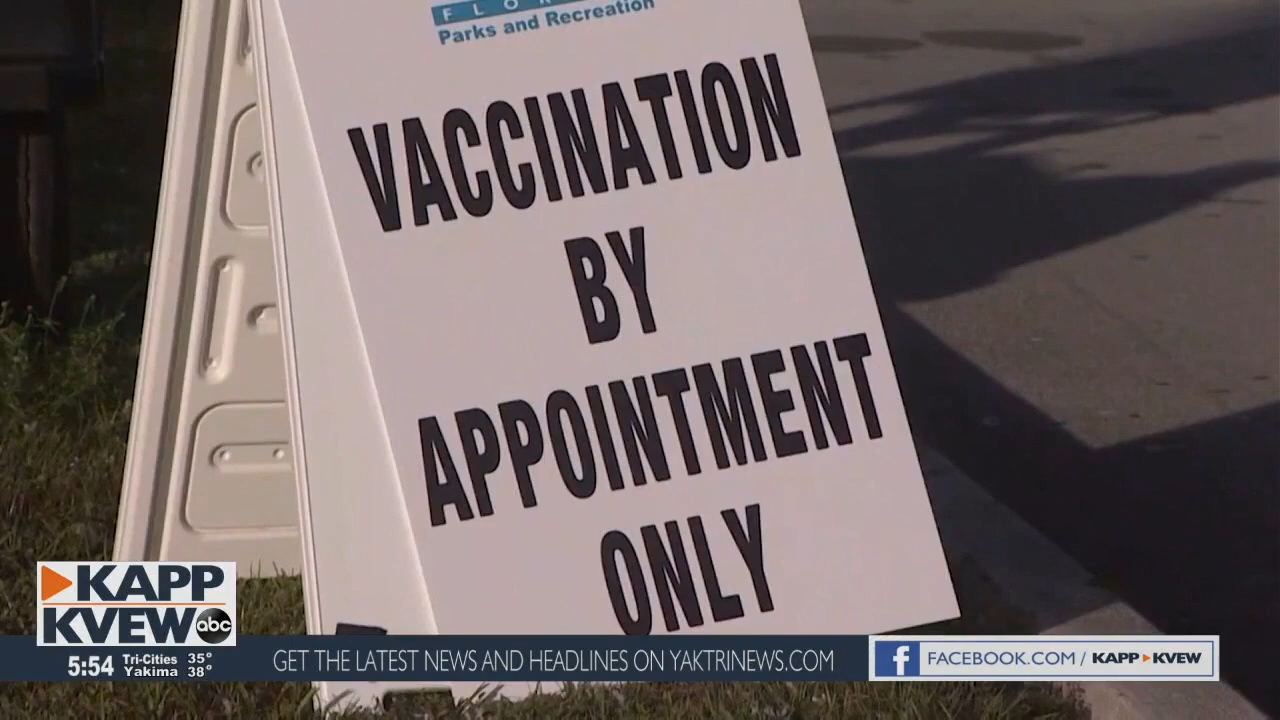 Parks and Recreation
VACCINATION
BY
APPOINTMENT
ONLY
KAPP
KVEW abc
5:54 Tri-Cities 35°
Yakima 38°
GET THE LATEST NEWS AND HEADLINES ON YAKTRINEWS.COM
f FACEBOOK.COM / KAPP KVEW